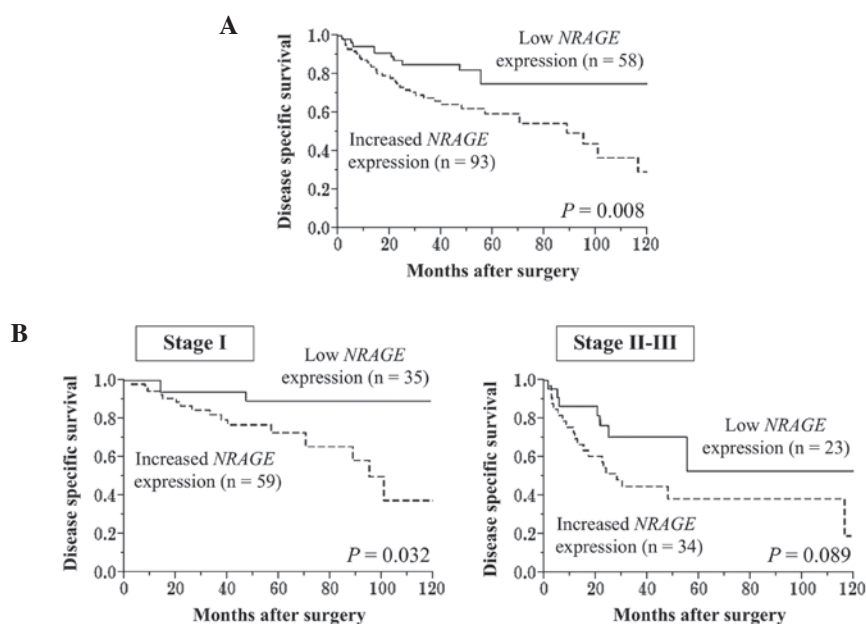 A
1.0
0.8
0.6
0.4
0.2
0.0
Disease specific survival
Low NRAGE
expression (n = 58)
Increased NRAGE
expression (n = 93)
P = 0.008
0 20 40 60 80 100 120
Months after surgery
B
Stage I
1.0
0.8
0.6
0.4
0.2
0.0
Disease specific survival
Low NRAGE
expression (n = 35)
Increased NRAGE
expression (n = 59)
P = 0.032
0 20 40 60 80 100 120
Months after surgery
Stage II-III
1.0
0.8
0.6
0.4
0.2
0.0
Disease specific survival
Low NRAGE
expression (n = 23)
Increased NRAGE
expression (n = 34)
P = 0.089
0 20 40 60 80 100 120
Months after surgery